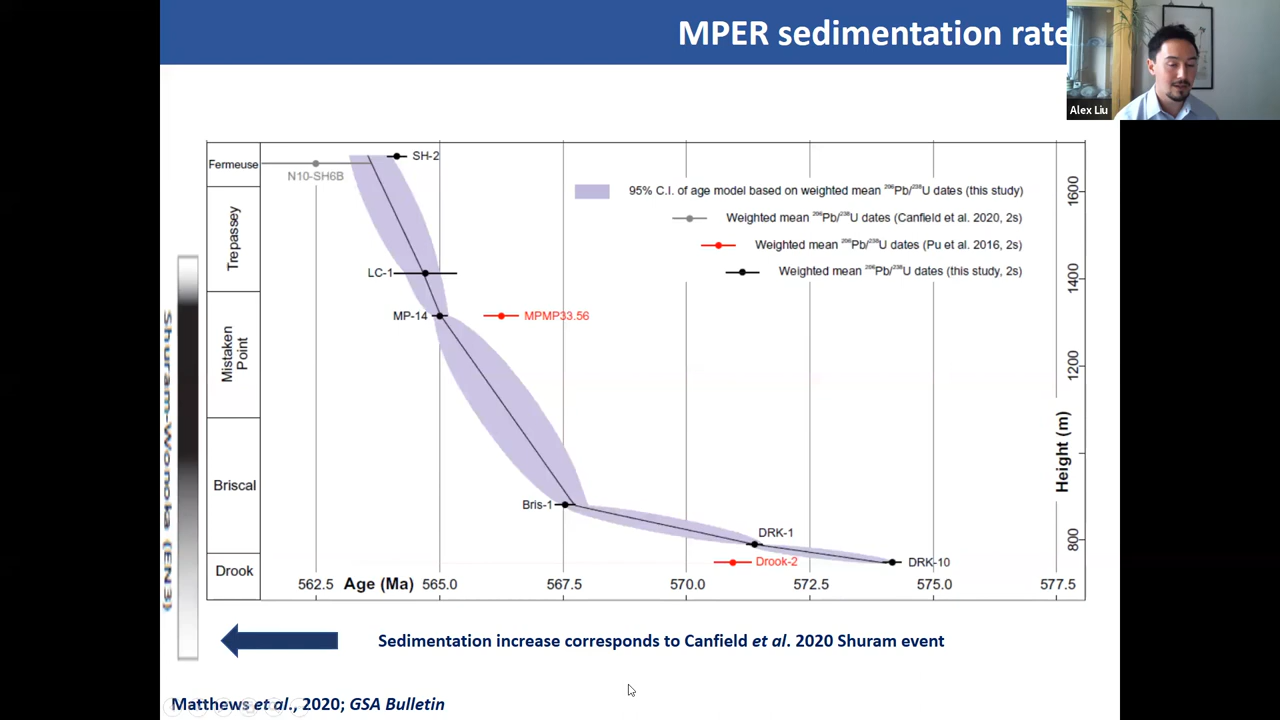 MPER sedimentation rate
Alex Liu
Fermeuse
Trepassey
Mistaken
Point
Briscal
Drook
Shuram-Wonoka (EN3)
SH-2
N10-SH6B
LC-1
MP-14
MPMP33.56
Bris-1
DRK-1
Drook-2
DRK-10
95% C.I. of age model based on weighted mean ²⁰⁶Pb/²³⁸U dates (this study)
Weighted mean ²⁰⁶Pb/²³⁸U dates (Canfield et al. 2020, 2s)
Weighted mean ²⁰⁶Pb/²³⁸U dates (Pu et al. 2016, 2s)
Weighted mean ²⁰⁶Pb/²³⁸U dates (this study, 2s)
1600
1400
1200
Height (m)
800
562.5 Age (Ma) 565.0 567.5 570.0 572.5 575.0 577.5
Sedimentation increase corresponds to Canfield et al. 2020 Shuram event
Matthews et al., 2020; GSA Bulletin